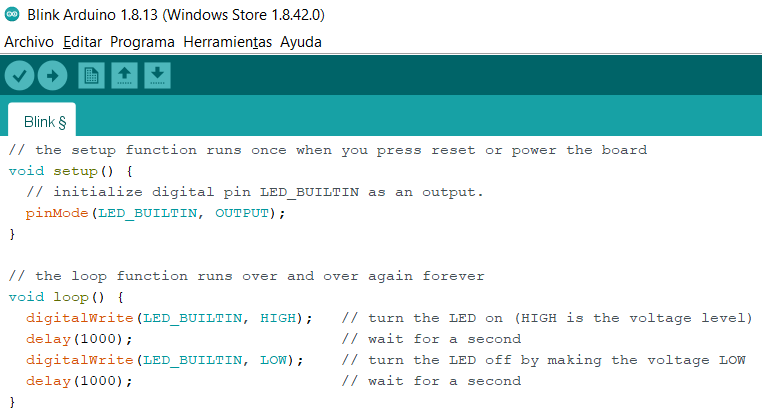 Blink Arduino 1.8.13 (Windows Store 1.8.42.0)
Archivo Editar Programa Herramientas Ayuda
Blink §
// the setup function runs once when you press reset or power the board
void setup() {
  // initialize digital pin LED_BUILTIN as an output.
  pinMode(LED_BUILTIN, OUTPUT);
}

// the loop function runs over and over again forever
void loop() {
  digitalWrite(LED_BUILTIN, HIGH);   // turn the LED on (HIGH is the voltage level)
  delay(1000);                       // wait for a second
  digitalWrite(LED_BUILTIN, LOW);    // turn the LED off by making the voltage LOW
  delay(1000);                       // wait for a second
}